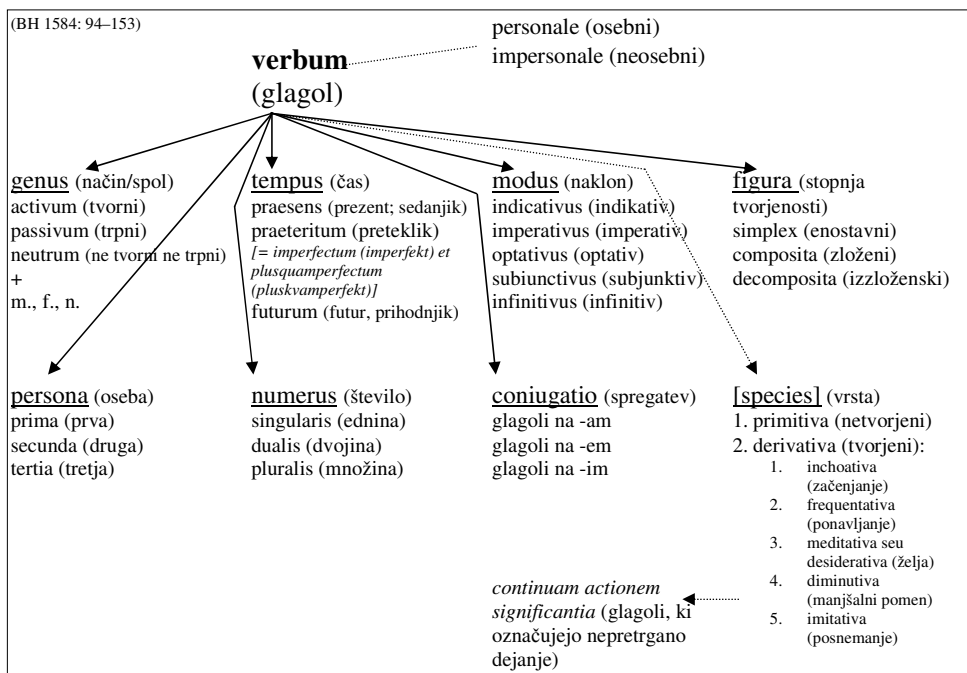 (BH 1584: 94–153)
personale (osebni)
impersonale (neosebni)
verbum
(glagol)
genus (način/spol)
activum (tvorni)
passivum (trpni)
neutrum (ne tvorni ne trpni)
+
m., f., n.
tempus (čas)
praesens (prezent; sedanjik)
praeteritum (preteklik)
[= imperfectum (imperfekt) et
plusquamperfectum
(pluskvamperfekt)]
futurum (futur, prihodnjik)
modus (naklon)
indicativus (indikativ)
imperativus (imperativ)
optativus (optativ)
subiunctivus (subjunktiv)
infinitivus (infinitiv)
figura (stopnja
tvorjenosti)
simplex (enostavni)
composita (zloženi)
decomposita (izzloženski)
persona (oseba)
prima (prva)
secunda (druga)
tertia (tretja)
numerus (število)
singularis (ednina)
dualis (dvojina)
pluralis (množina)
coniugatio (spregatev)
glagoli na -am
glagoli na -em
glagoli na -im
[species] (vrsta)
1. primitiva (netvorjeni)
2. derivativa (tvorjeni):
1. inchoativa
(začenjanje)
2. frequentativa
(ponavljanje)
3. meditativa seu
desiderativa (želja)
4. diminutiva
(manjšalni pomen)
5. imitativa
(posnemanje)
continuam actionem
significantia (glagoli, ki
označujejo nepretrgano
dejanje)